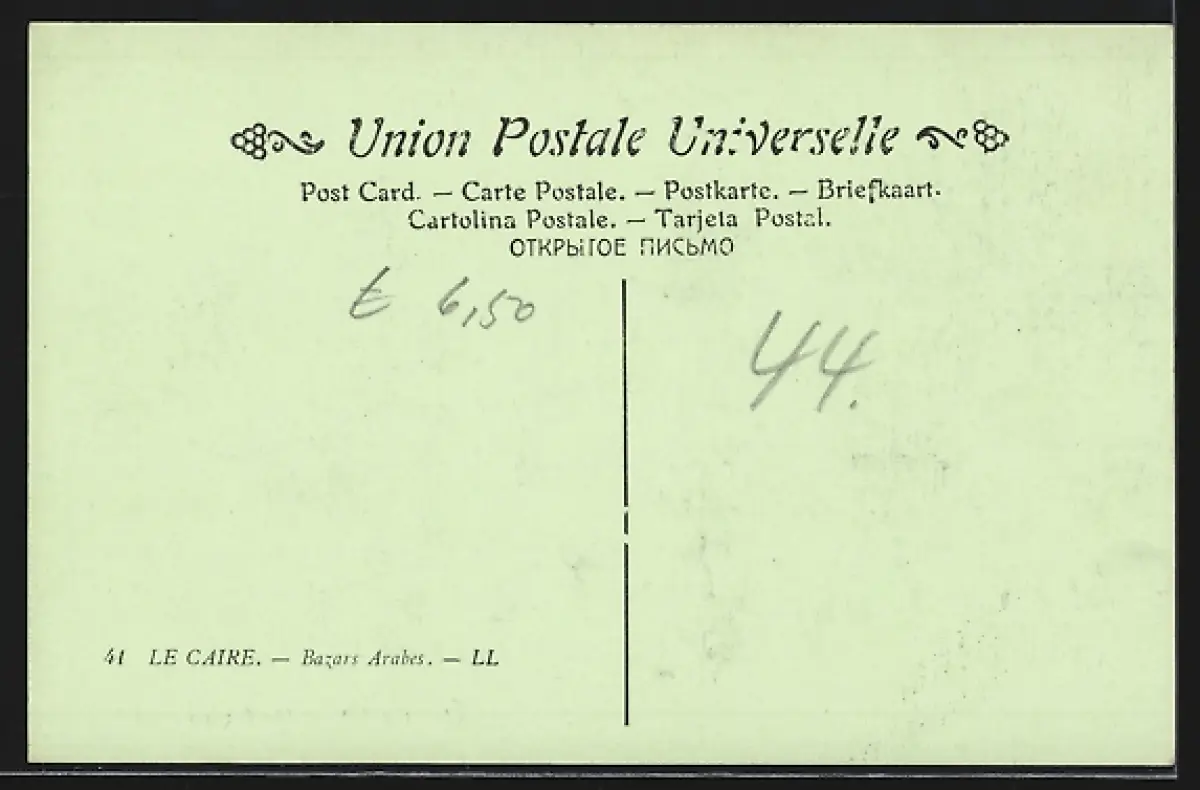 Union Postale Universelle
Post Card. — Carte Postale. — Postkarte. — Briefkaart.
Cartolina Postale. — Tarjeta Postal.
ОТКРЫТОЕ ПИСЬМО
€ 6,50
44.
41 LE CAIRE. — Bazars Arabes. — LL